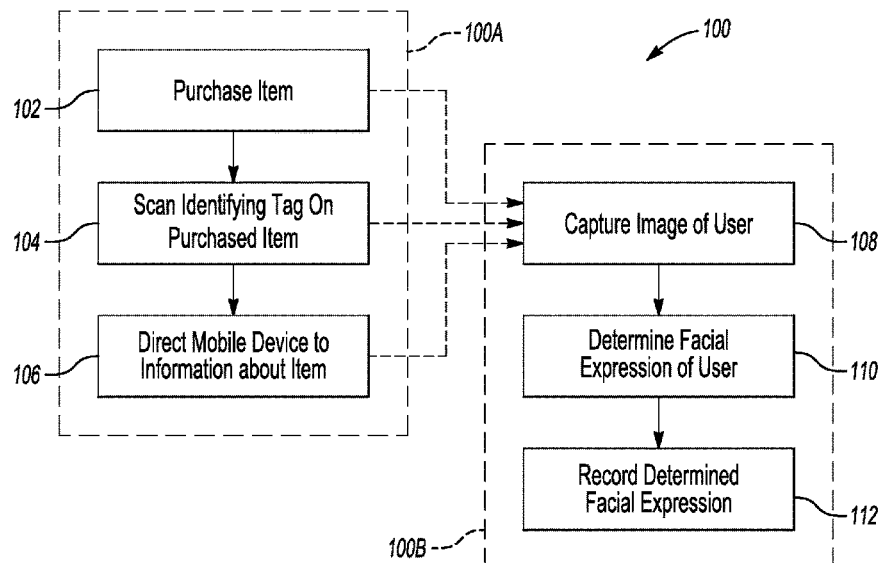 100A
100
102
Purchase Item
104
Scan Identifying Tag On
Purchased Item
106
Direct Mobile Device to
Information about Item
Capture Image of User
108
Determine Facial
Expression of User
110
Record Determined
Facial Expression
112
100B